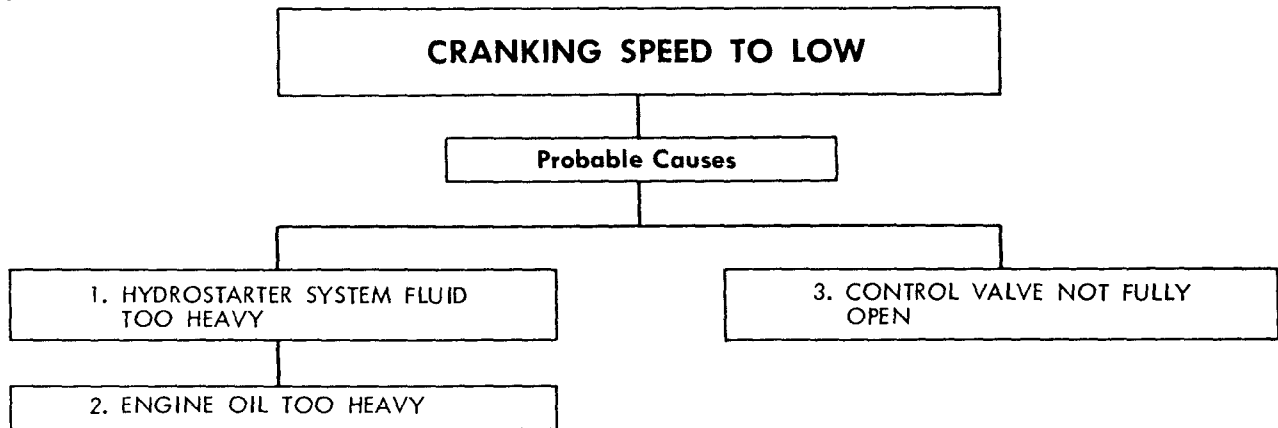 CRANKING SPEED TO LOW
Probable Causes
1. HYDROSTARTER SYSTEM FLUID
TOO HEAVY
3. CONTROL VALVE NOT FULLY
OPEN
2. ENGINE OIL TOO HEAVY